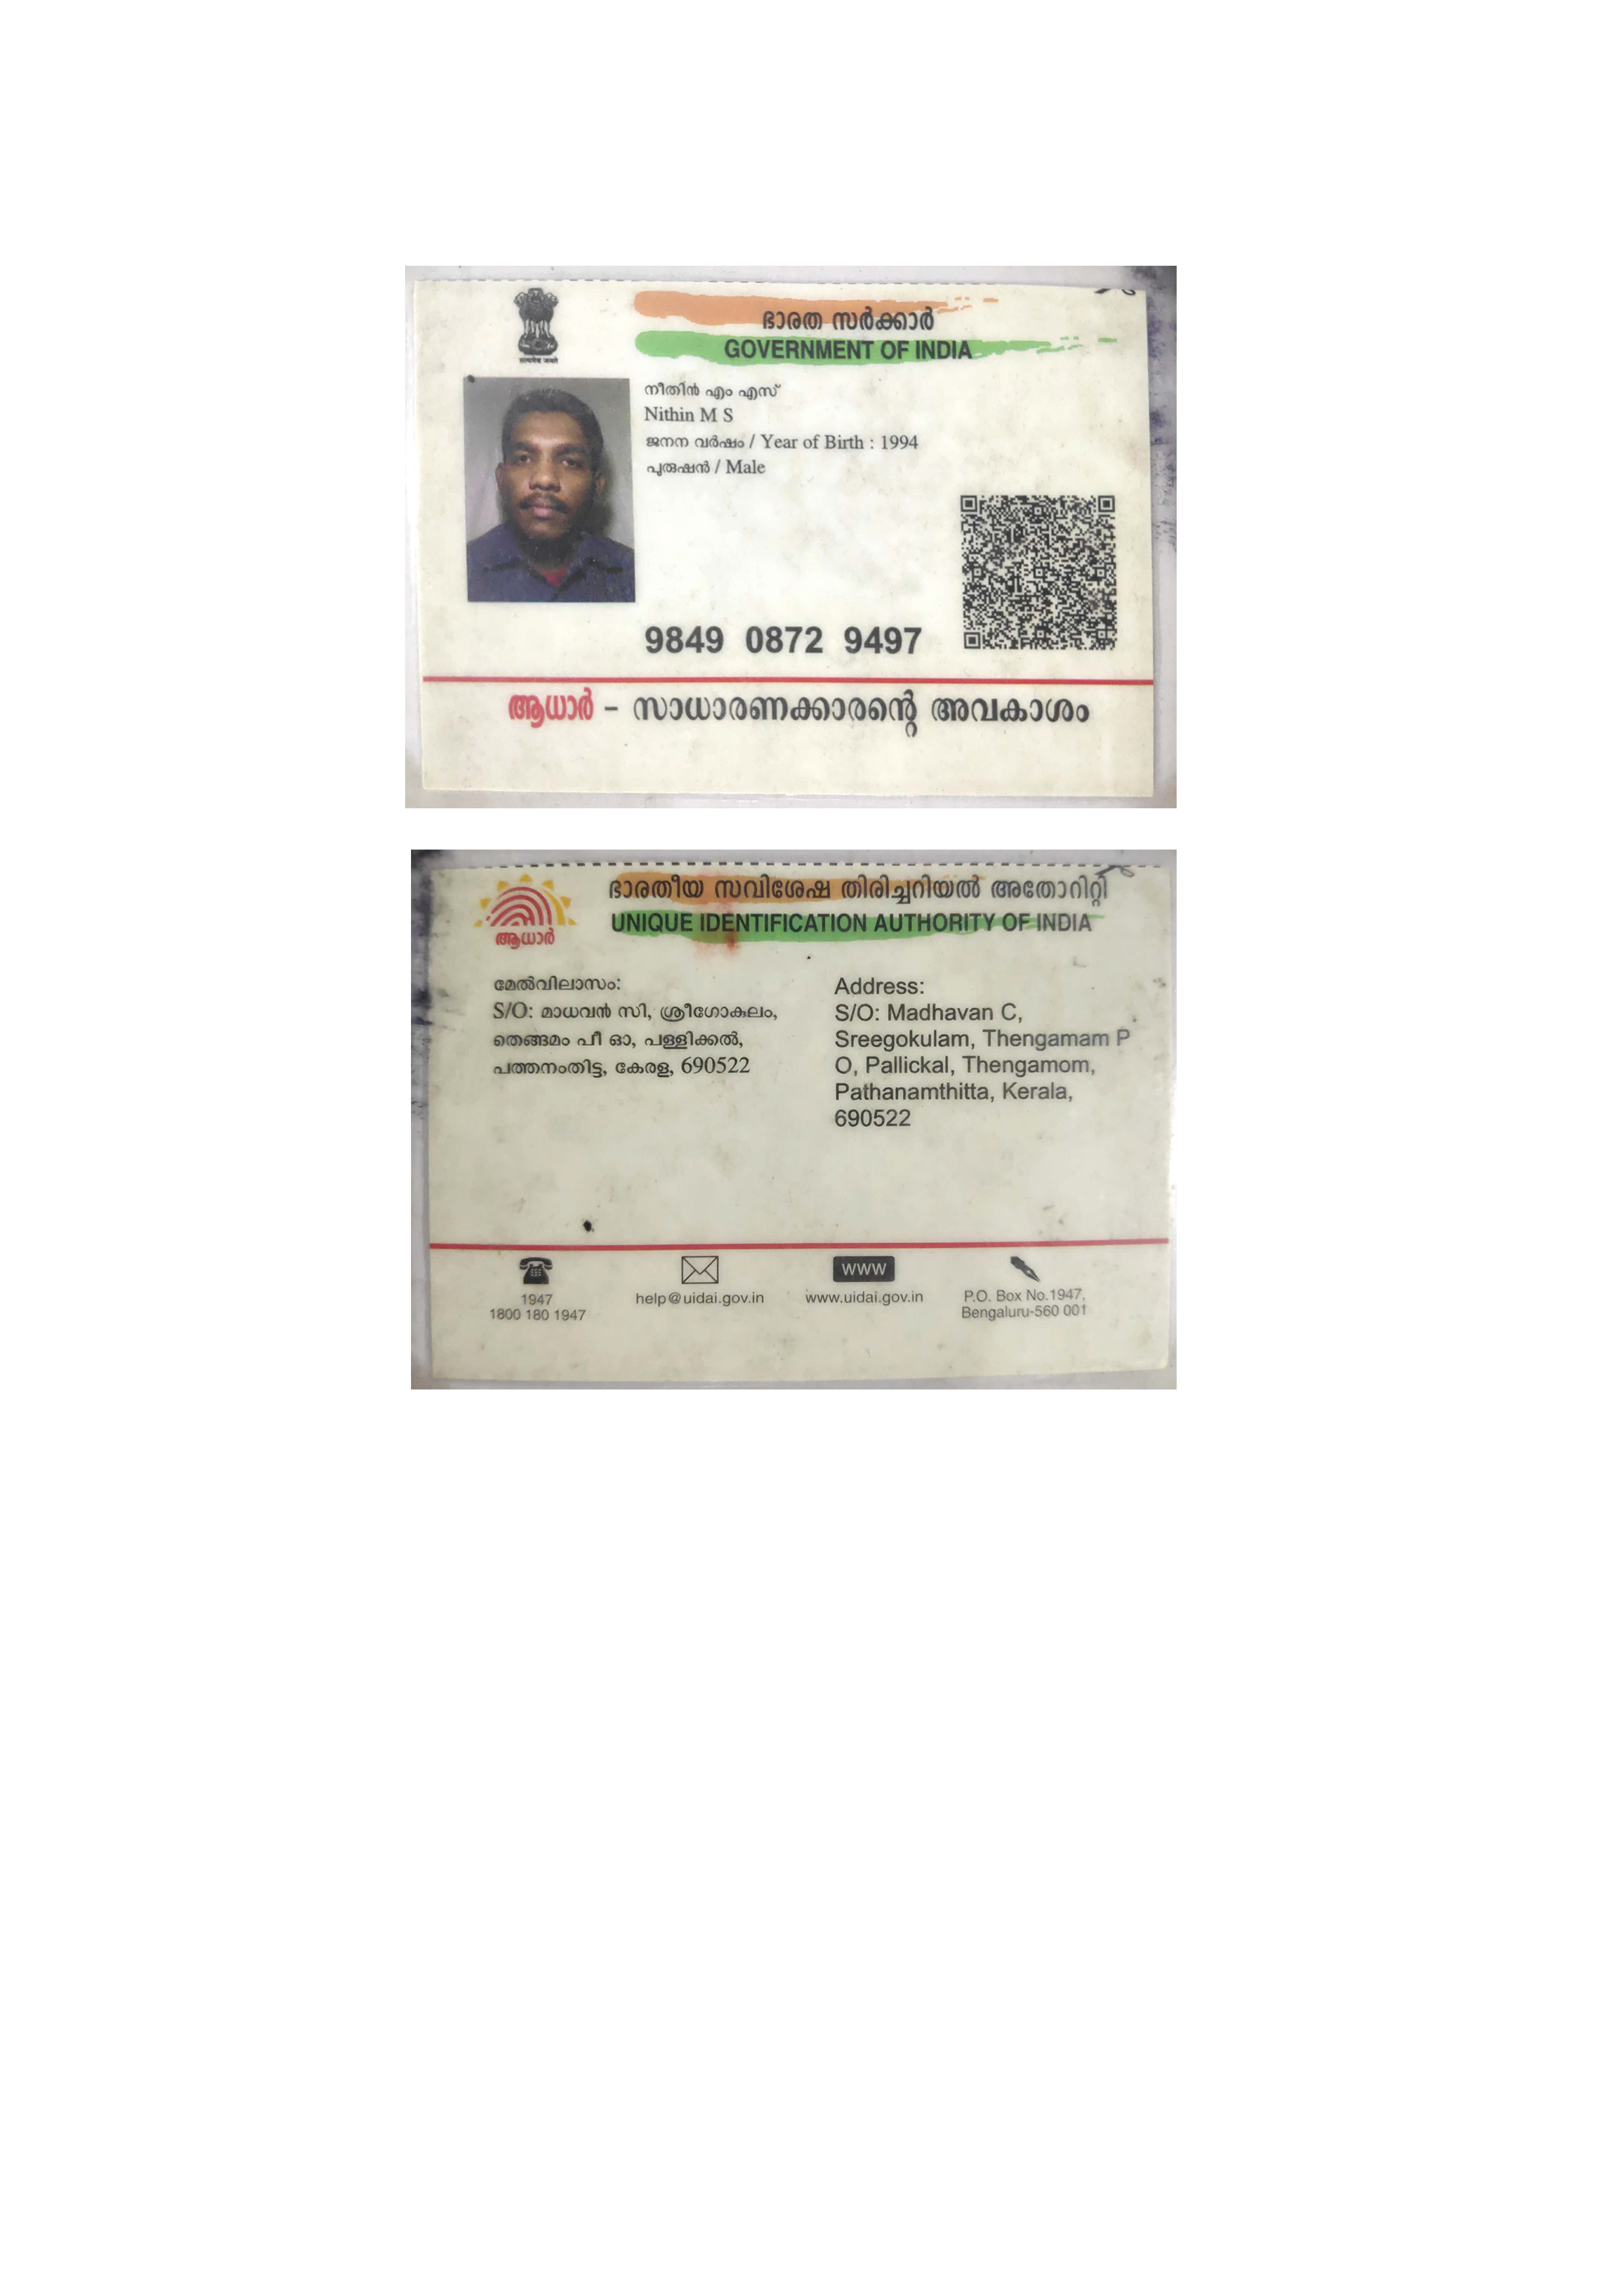 ഭാരത സർക്കാർ
GOVERNMENT OF INDIA
നീതിൻ എം എസ്
Nithin M S
ജനന വർഷം / Year of Birth : 1994
പുരുഷൻ / Male
9849 0872 9497
ആധാർ – സാധാരണക്കാരന്റെ അവകാശം
ഭാരതീയ സവിശേഷ തിരിച്ചറിയൽ അതോറിറ്റി
UNIQUE IDENTIFICATION AUTHORITY OF INDIA
ആധാർ
മേൽവിലാസം:
S/O: മാധവൻ സി, ശ്രീഗോകുലം,
തെങ്ങമം പീ ഓ, പള്ളിക്കൽ,
പത്തനംതിട്ട, കേരള, 690522
Address:
S/O: Madhavan C,
Sreegokulam, Thengamam P
O, Pallickal, Thengamom,
Pathanamthitta, Kerala,
690522
1947
1800 180 1947
help@uidai.gov.in
www
www.uidai.gov.in
P.O. Box No.1947,
Bengaluru-560 001